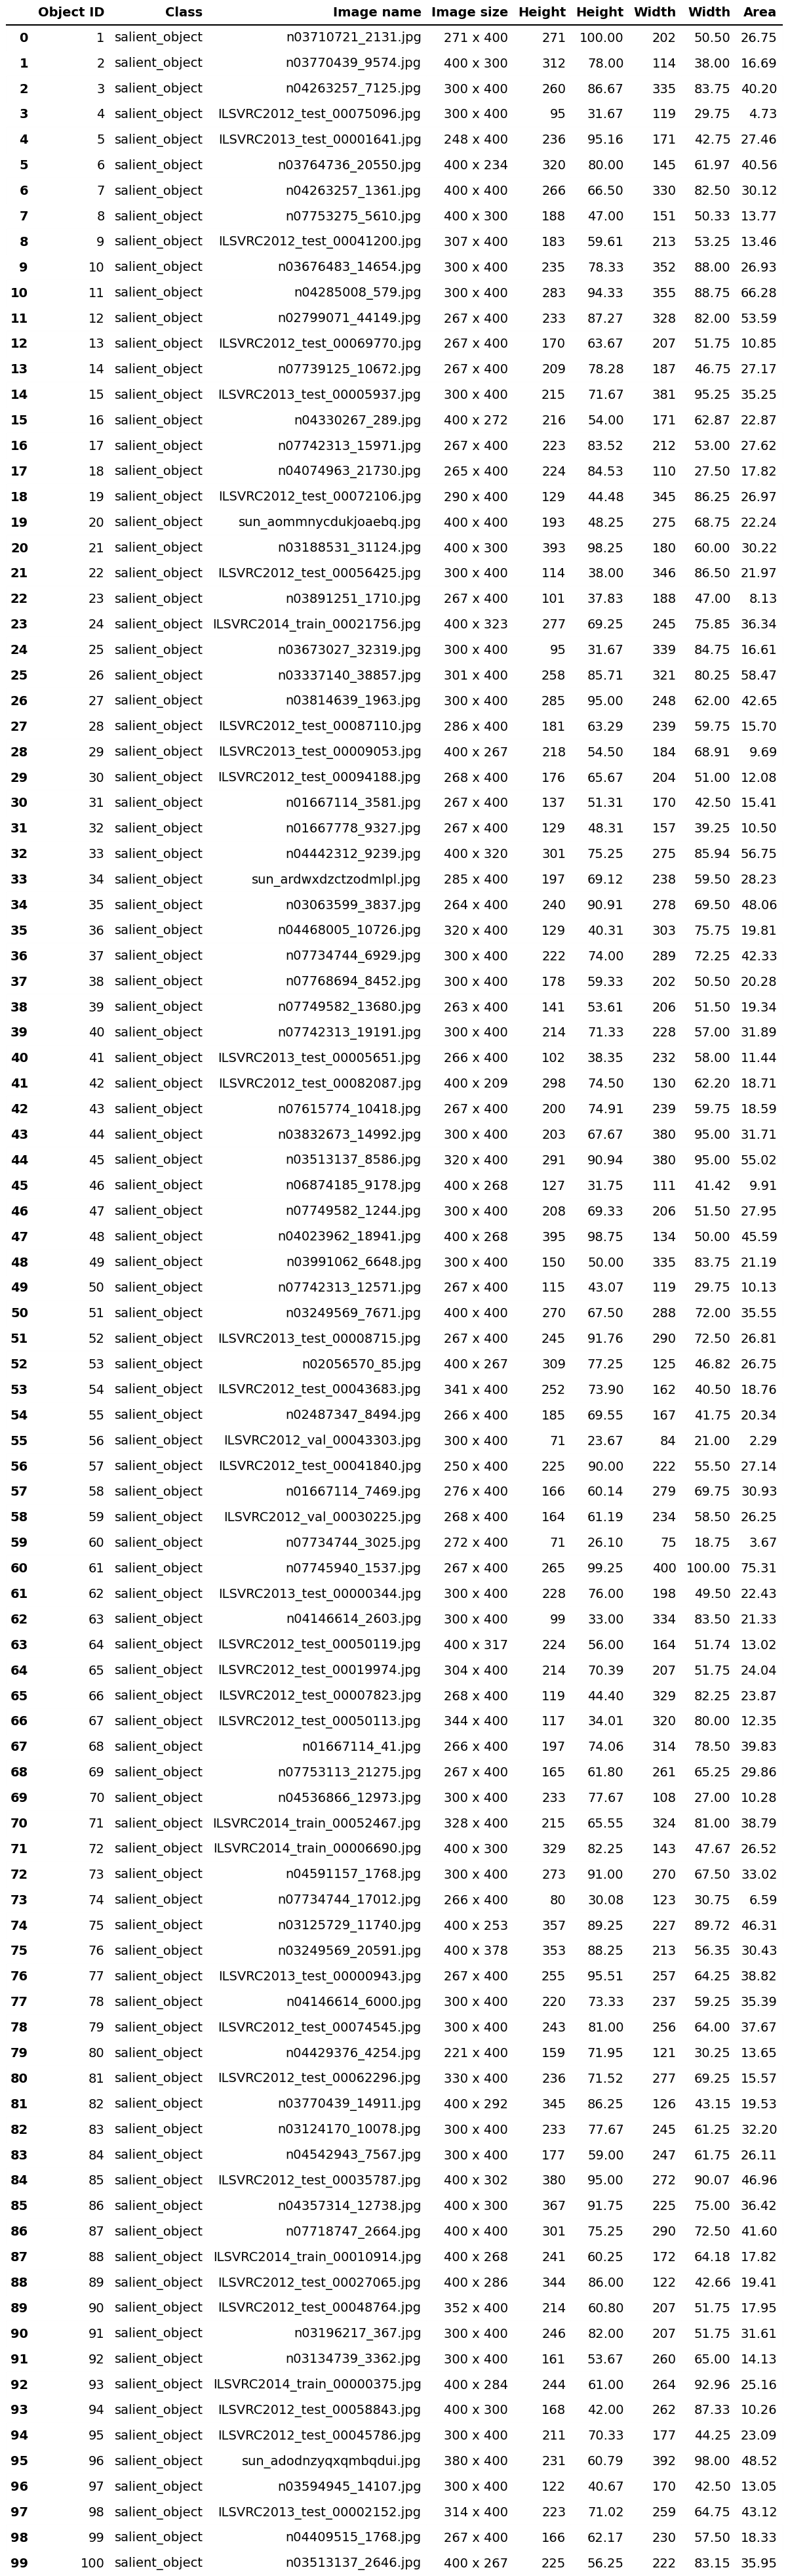 Object ID Class Image name Image size Height Height Width Width Area
0 1 salient_object n03710721_2131.jpg 271 x 400 271 100.00 202 50.50 26.75
1 2 salient_object n03770439_9574.jpg 400 x 300 312 78.00 114 38.00 16.69
2 3 salient_object n04263257_7125.jpg 300 x 400 260 86.67 335 83.75 40.20
3 4 salient_object ILSVRC2012_test_00075096.jpg 300 x 400 95 31.67 119 29.75 4.73
4 5 salient_object ILSVRC2013_test_00001641.jpg 248 x 400 236 95.16 171 42.75 27.46
5 6 salient_object n03764736_20550.jpg 400 x 234 320 80.00 145 61.97 40.56
6 7 salient_object n04263257_1361.jpg 400 x 400 266 66.50 330 82.50 30.12
7 8 salient_object n07753275_5610.jpg 400 x 300 188 47.00 151 50.33 13.77
8 9 salient_object ILSVRC2012_test_00041200.jpg 307 x 400 183 59.61 213 53.25 13.46
9 10 salient_object n03676483_14654.jpg 300 x 400 235 78.33 352 88.00 26.93
10 11 salient_object n04285008_579.jpg 300 x 400 283 94.33 355 88.75 66.28
11 12 salient_object n02799071_44149.jpg 267 x 400 233 87.27 328 82.00 53.59
12 13 salient_object ILSVRC2012_test_00069770.jpg 267 x 400 170 63.67 207 51.75 10.85
13 14 salient_object n07739125_10672.jpg 267 x 400 209 78.28 187 46.75 27.17
14 15 salient_object ILSVRC2013_test_00005937.jpg 300 x 400 215 71.67 381 95.25 35.25
15 16 salient_object n04330267_289.jpg 400 x 272 216 54.00 171 62.87 22.87
16 17 salient_object n07742313_15971.jpg 267 x 400 223 83.52 212 53.00 27.62
17 18 salient_object n04074963_21730.jpg 265 x 400 224 84.53 110 27.50 17.82
18 19 salient_object ILSVRC2012_test_00072106.jpg 290 x 400 129 44.48 345 86.25 26.97
19 20 salient_object sun_aommnycdukjoaebq.jpg 400 x 400 193 48.25 275 68.75 22.24
20 21 salient_object n03188531_31124.jpg 400 x 300 393 98.25 180 60.00 30.22
21 22 salient_object ILSVRC2012_test_00056425.jpg 300 x 400 114 38.00 346 86.50 21.97
22 23 salient_object n03891251_1710.jpg 267 x 400 101 37.83 188 47.00 8.13
23 24 salient_object ILSVRC2014_train_00021756.jpg 400 x 323 277 69.25 245 75.85 36.34
24 25 salient_object n03673027_32319.jpg 300 x 400 95 31.67 339 84.75 16.61
25 26 salient_object n03337140_38857.jpg 301 x 400 258 85.71 321 80.25 58.47
26 27 salient_object n03814639_1963.jpg 300 x 400 285 95.00 248 62.00 42.65
27 28 salient_object ILSVRC2012_test_00087110.jpg 286 x 400 181 63.29 239 59.75 15.70
28 29 salient_object ILSVRC2013_test_00009053.jpg 400 x 267 218 54.50 184 68.91 9.69
29 30 salient_object ILSVRC2012_test_00094188.jpg 268 x 400 176 65.67 204 51.00 12.08
30 31 salient_object n01667114_3581.jpg 267 x 400 137 51.31 170 42.50 15.41
31 32 salient_object n01667778_9327.jpg 267 x 400 129 48.31 157 39.25 10.50
32 33 salient_object n04442312_9239.jpg 400 x 320 301 75.25 275 85.94 56.75
33 34 salient_object sun_ardwxdzctzodmlpl.jpg 285 x 400 197 69.12 238 59.50 28.23
34 35 salient_object n03063599_3837.jpg 264 x 400 240 90.91 278 69.50 48.06
35 36 salient_object n04468005_10726.jpg 320 x 400 129 40.31 303 75.75 19.81
36 37 salient_object n07734744_6929.jpg 300 x 400 222 74.00 289 72.25 42.33
37 38 salient_object n07768694_8452.jpg 300 x 400 178 59.33 202 50.50 20.28
38 39 salient_object n07749582_13680.jpg 263 x 400 141 53.61 206 51.50 19.34
39 40 salient_object n07742313_19191.jpg 300 x 400 214 71.33 228 57.00 31.89
40 41 salient_object ILSVRC2013_test_00005651.jpg 266 x 400 102 38.35 232 58.00 11.44
41 42 salient_object ILSVRC2012_test_00082087.jpg 400 x 209 298 74.50 130 62.20 18.71
42 43 salient_object n07615774_10418.jpg 267 x 400 200 74.91 239 59.75 18.59
43 44 salient_object n03832673_14992.jpg 300 x 400 203 67.67 380 95.00 31.71
44 45 salient_object n03513137_8586.jpg 320 x 400 291 90.94 380 95.00 55.02
45 46 salient_object n06874185_9178.jpg 400 x 268 127 31.75 111 41.42 9.91
46 47 salient_object n07749582_1244.jpg 300 x 400 208 69.33 206 51.50 27.95
47 48 salient_object n04023962_18941.jpg 400 x 268 395 98.75 134 50.00 45.59
48 49 salient_object n03991062_6648.jpg 300 x 400 150 50.00 335 83.75 21.19
49 50 salient_object n07742313_12571.jpg 267 x 400 115 43.07 119 29.75 10.13
50 51 salient_object n03249569_7671.jpg 400 x 400 270 67.50 288 72.00 35.55
51 52 salient_object ILSVRC2013_test_00008715.jpg 267 x 400 245 91.76 290 72.50 26.81
52 53 salient_object n02056570_85.jpg 400 x 267 309 77.25 125 46.82 26.75
53 54 salient_object ILSVRC2012_test_00043683.jpg 341 x 400 252 73.90 162 40.50 18.76
54 55 salient_object n02487347_8494.jpg 266 x 400 185 69.55 167 41.75 20.34
55 56 salient_object ILSVRC2012_val_00043303.jpg 300 x 400 71 23.67 84 21.00 2.29
56 57 salient_object ILSVRC2012_test_00041840.jpg 250 x 400 225 90.00 222 55.50 27.14
57 58 salient_object n01667114_7469.jpg 276 x 400 166 60.14 279 69.75 30.93
58 59 salient_object ILSVRC2012_val_00030225.jpg 268 x 400 164 61.19 234 58.50 26.25
59 60 salient_object n07734744_3025.jpg 272 x 400 71 26.10 75 18.75 3.67
60 61 salient_object n07745940_1537.jpg 267 x 400 265 99.25 400 100.00 75.31
61 62 salient_object ILSVRC2013_test_00000344.jpg 300 x 400 228 76.00 198 49.50 22.43
62 63 salient_object n04146614_2603.jpg 300 x 400 99 33.00 334 83.50 21.33
63 64 salient_object ILSVRC2012_test_00050119.jpg 400 x 317 224 56.00 164 51.74 13.02
64 65 salient_object ILSVRC2012_test_00019974.jpg 304 x 400 214 70.39 207 51.75 24.04
65 66 salient_object ILSVRC2012_test_00007823.jpg 268 x 400 119 44.40 329 82.25 23.87
66 67 salient_object ILSVRC2012_test_00050113.jpg 344 x 400 117 34.01 320 80.00 12.35
67 68 salient_object n01667114_41.jpg 266 x 400 197 74.06 314 78.50 39.83
68 69 salient_object n07753113_21275.jpg 267 x 400 165 61.80 261 65.25 29.86
69 70 salient_object n04536866_12973.jpg 300 x 400 233 77.67 108 27.00 10.28
70 71 salient_object ILSVRC2014_train_00052467.jpg 328 x 400 215 65.55 324 81.00 38.79
71 72 salient_object ILSVRC2014_train_00006690.jpg 400 x 300 329 82.25 143 47.67 26.52
72 73 salient_object n04591157_1768.jpg 300 x 400 273 91.00 270 67.50 33.02
73 74 salient_object n07734744_17012.jpg 266 x 400 80 30.08 123 30.75 6.59
74 75 salient_object n03125729_11740.jpg 400 x 253 357 89.25 227 89.72 46.31
75 76 salient_object n03249569_20591.jpg 400 x 378 353 88.25 213 56.35 30.43
76 77 salient_object ILSVRC2013_test_00000943.jpg 267 x 400 255 95.51 257 64.25 38.82
77 78 salient_object n04146614_6000.jpg 300 x 400 220 73.33 237 59.25 35.39
78 79 salient_object ILSVRC2012_test_00074545.jpg 300 x 400 243 81.00 256 64.00 37.67
79 80 salient_object n04429376_4254.jpg 221 x 400 159 71.95 121 30.25 13.65
80 81 salient_object ILSVRC2012_test_00062296.jpg 330 x 400 236 71.52 277 69.25 15.57
81 82 salient_object n03770439_14911.jpg 400 x 292 345 86.25 126 43.15 19.53
82 83 salient_object n03124170_10078.jpg 300 x 400 233 77.67 245 61.25 32.20
83 84 salient_object n04542943_7567.jpg 300 x 400 177 59.00 247 61.75 26.11
84 85 salient_object ILSVRC2012_test_00035787.jpg 400 x 302 380 95.00 272 90.07 46.96
85 86 salient_object n04357314_12738.jpg 400 x 300 367 91.75 225 75.00 36.42
86 87 salient_object n07718747_2664.jpg 400 x 400 301 75.25 290 72.50 41.60
87 88 salient_object ILSVRC2014_train_00010914.jpg 400 x 268 241 60.25 172 64.18 17.82
88 89 salient_object ILSVRC2012_test_00027065.jpg 400 x 286 344 86.00 122 42.66 19.41
89 90 salient_object ILSVRC2012_test_00048764.jpg 352 x 400 214 60.80 207 51.75 17.95
90 91 salient_object n03196217_367.jpg 300 x 400 246 82.00 207 51.75 31.61
91 92 salient_object n03134739_3362.jpg 300 x 400 161 53.67 260 65.00 14.13
92 93 salient_object ILSVRC2014_train_00000375.jpg 400 x 284 244 61.00 264 92.96 25.16
93 94 salient_object ILSVRC2012_test_00058843.jpg 400 x 300 168 42.00 262 87.33 10.26
94 95 salient_object ILSVRC2012_test_00045786.jpg 300 x 400 211 70.33 177 44.25 23.09
95 96 salient_object sun_adodnzyqxqmbqdui.jpg 380 x 400 231 60.79 392 98.00 48.52
96 97 salient_object n03594945_14107.jpg 300 x 400 122 40.67 170 42.50 13.05
97 98 salient_object ILSVRC2013_test_00002152.jpg 314 x 400 223 71.02 259 64.75 43.12
98 99 salient_object n04409515_1768.jpg 267 x 400 166 62.17 230 57.50 18.33
99 100 salient_object n03513137_2646.jpg 400 x 267 225 56.25 222 83.15 35.95